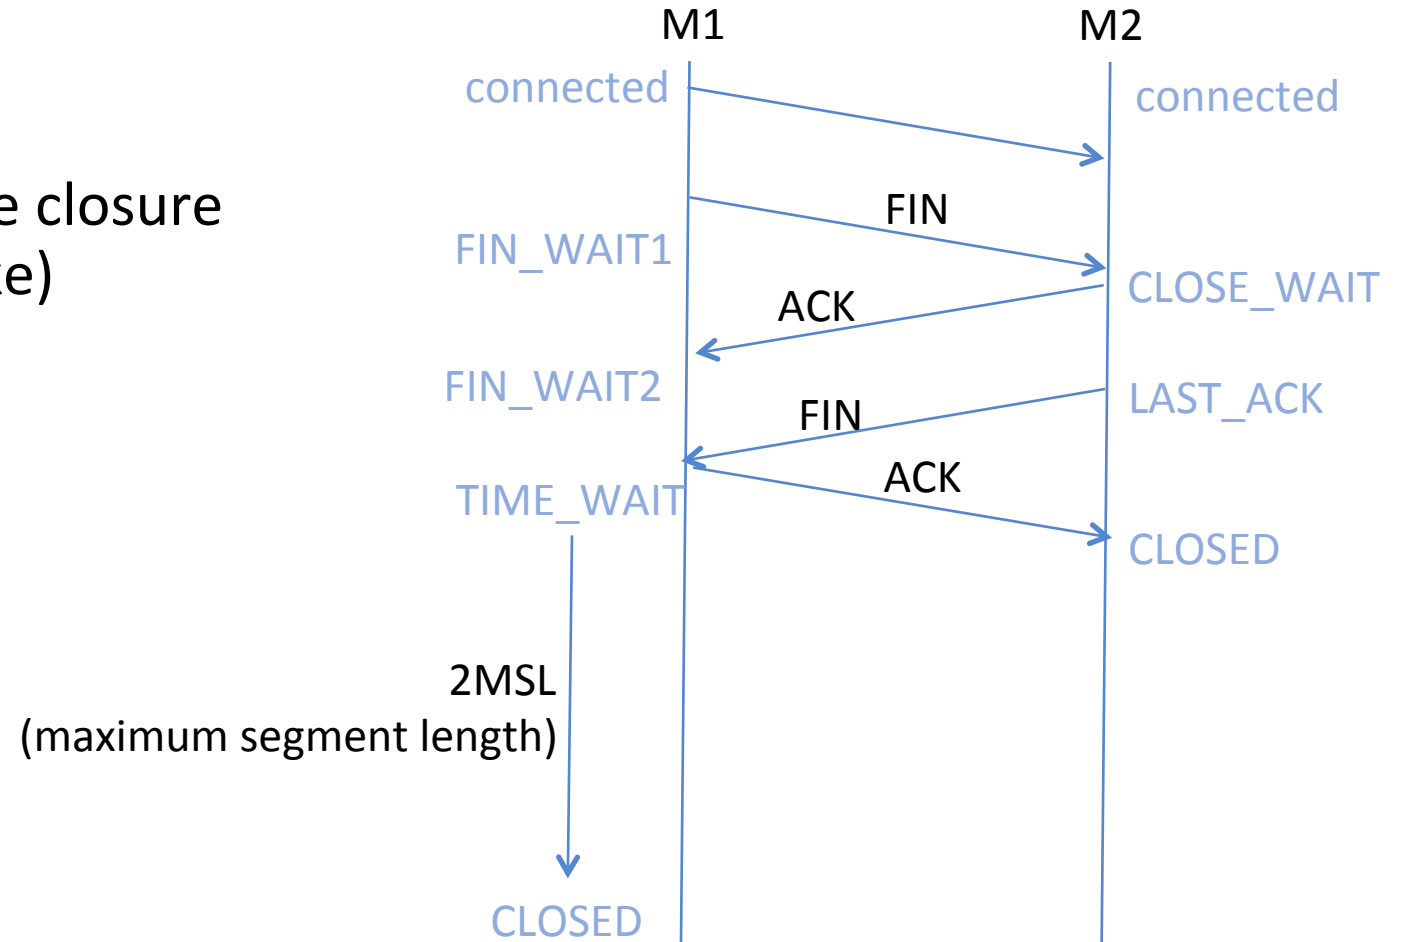 M1
M2
connected
connected
e closure
FIN
FIN_WAIT1
e)
CLOSE_WAIT
ACK
FIN_WAIT2
LAST_ACK
FIN
ACK
TIME_WAIT
CLOSED
2MSL
(maximum segment length)
CLOSED